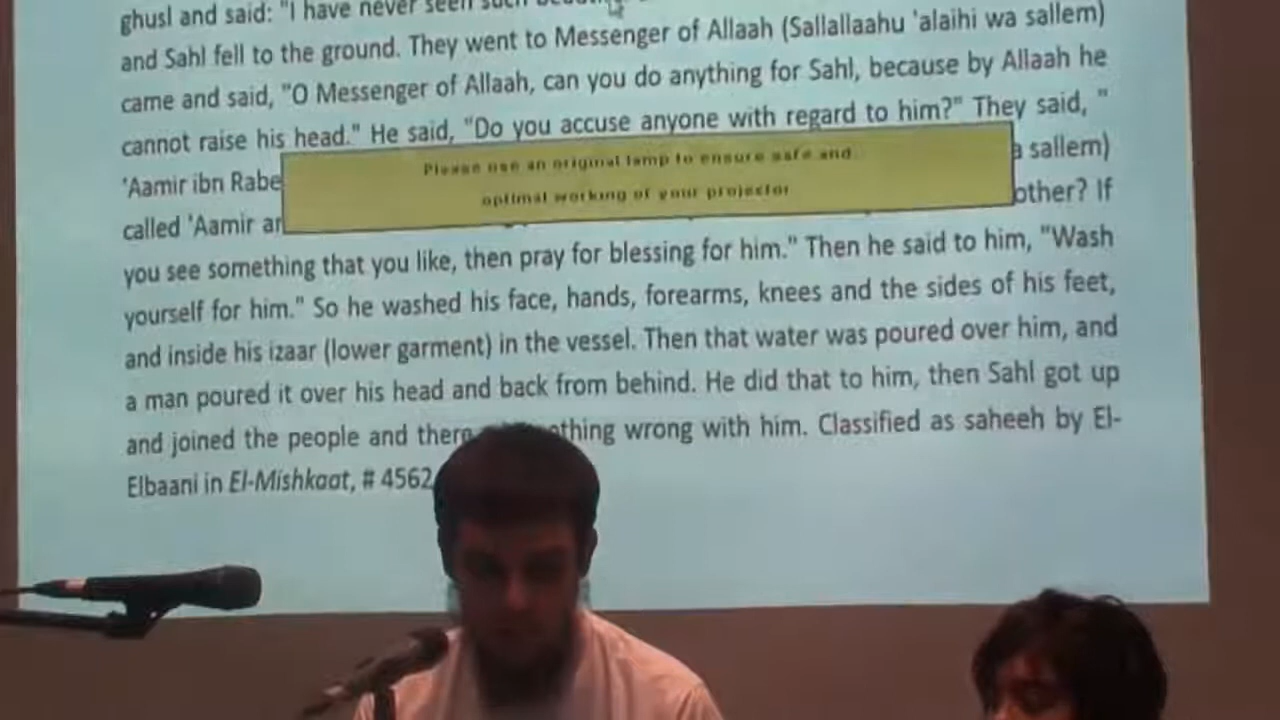 ghusl and said: "I have never seen such
and Sahl fell to the ground. They went to Messenger of Allaah (Sallallaahu 'alaihi wa sallem)
came and said, "O Messenger of Allaah, can you do anything for Sahl, because by Allaah he
cannot raise his head." He said, "Do you accuse anyone with regard to him?" They said, "
Please use an original lamp to ensure safe and
optimal working of your projector
'Aamir ibn Rabe a sallem)
called 'Aamir an other? If
you see something that you like, then pray for blessing for him." Then he said to him, "Wash
yourself for him." So he washed his face, hands, forearms, knees and the sides of his feet,
and inside his izaar (lower garment) in the vessel. Then that water was poured over him, and
a man poured it over his head and back from behind. He did that to him, then Sahl got up
and joined the people and there othing wrong with him. Classified as saheeh by El-
Elbaani in El-Mishkaat, # 4562